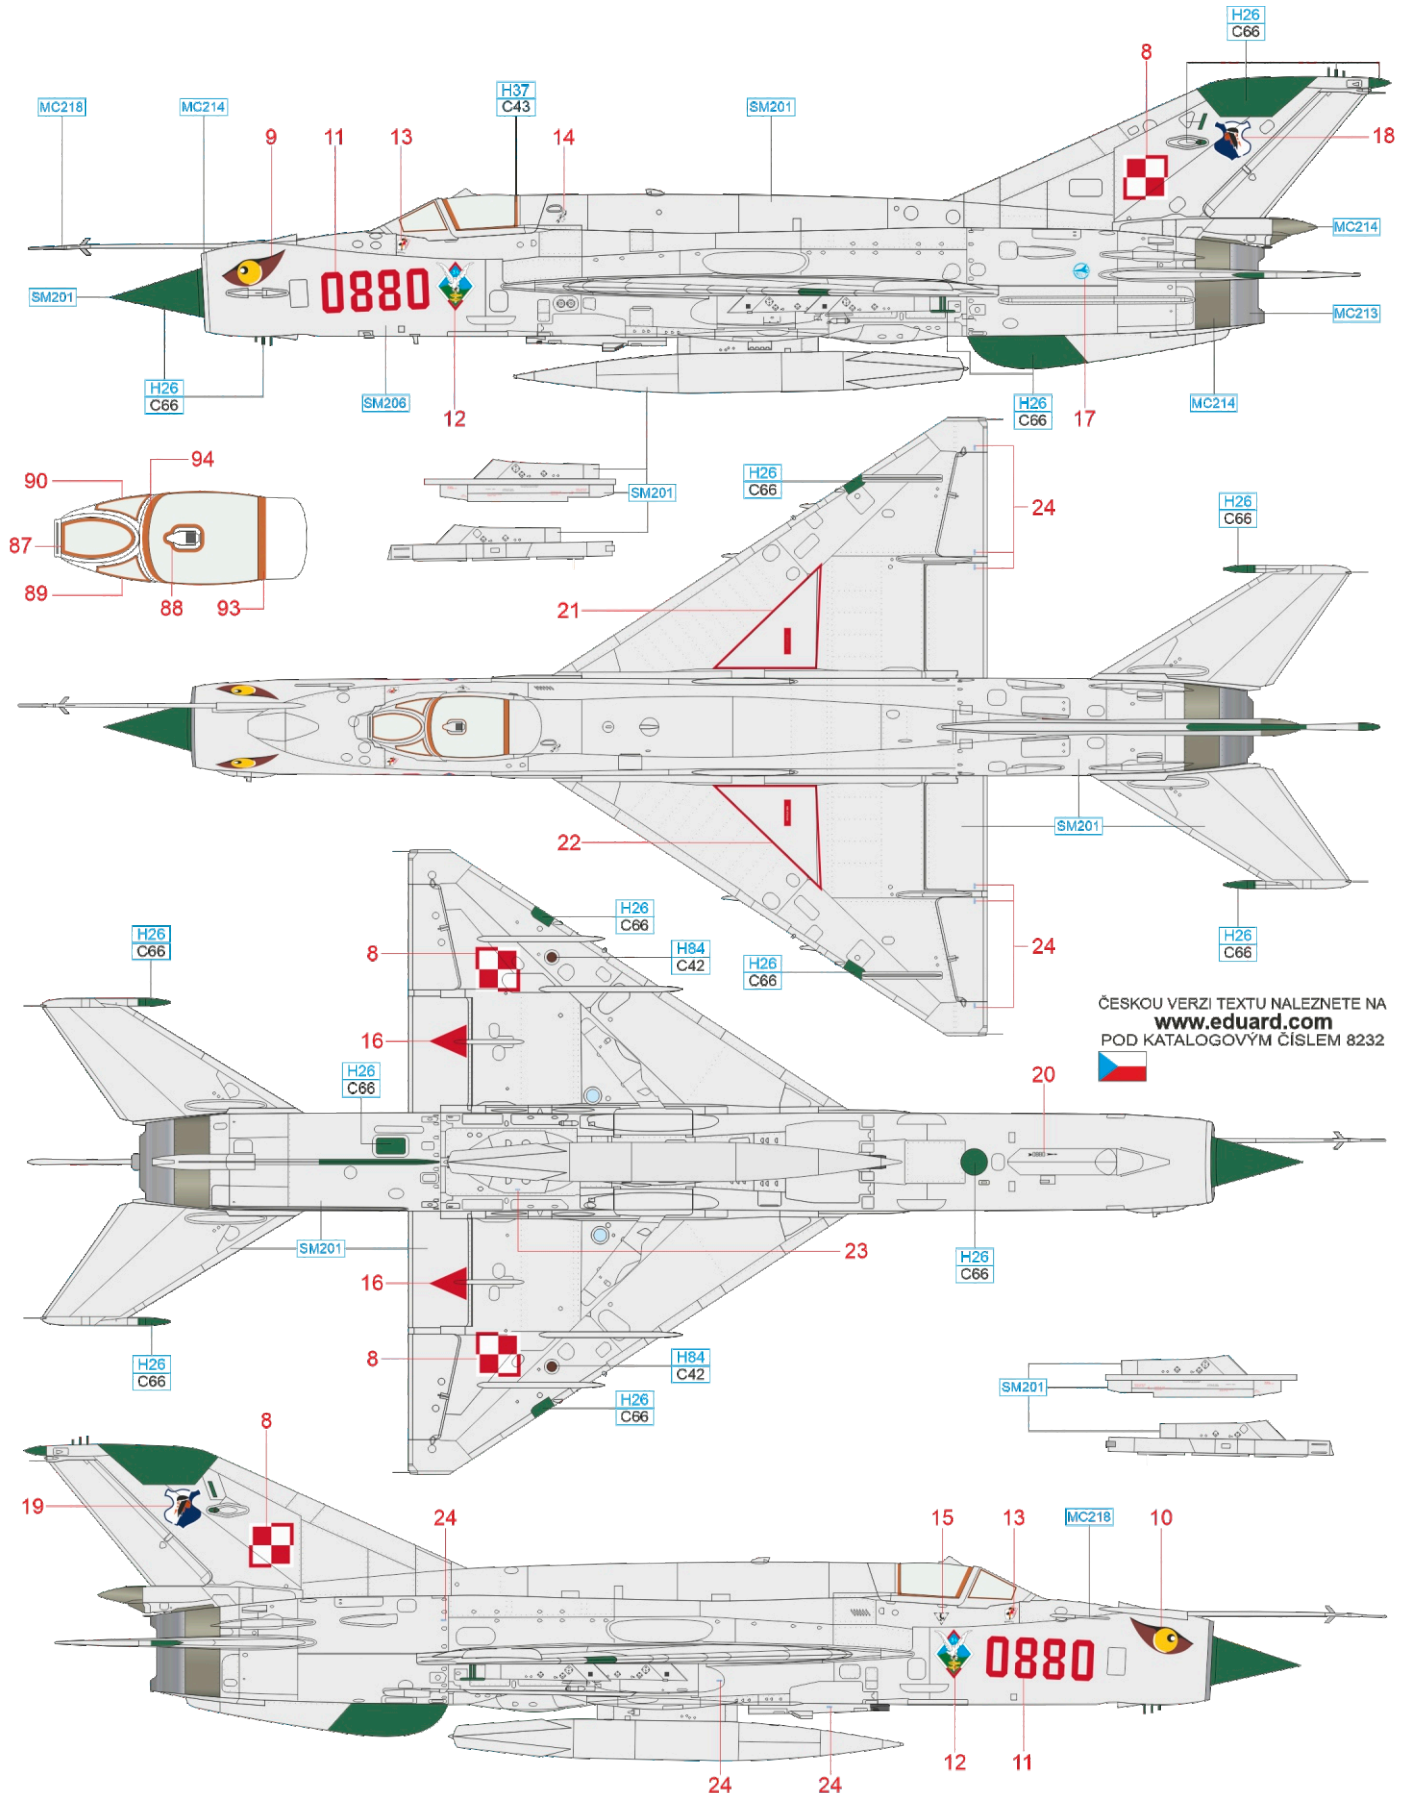 H26
C66
8
MC218
MC214
H37
C43
SM201
9
11
13
14
18
0880
MC214
SM201
MC213
H26
C66
SM206
12
H26
C66
17
MC214
94
90
87
89
88
93
SM201
H26
C66
24
H26
C66
21
22
SM201
24
H26
C66
H26
C66
8
H26
C66
H84
C42
H26
C66
ČESKOU VERZI TEXTU NALEZNETE NA
www.eduard.com
POD KATALOGOVÝM ČÍSLEM 8232
16
H26
C66
20
SM201
23
H26
C66
16
8
H26
C66
H84
C42
H26
C66
SM201
8
19
24
15
13
MC218
10
0880
12
11
24
24